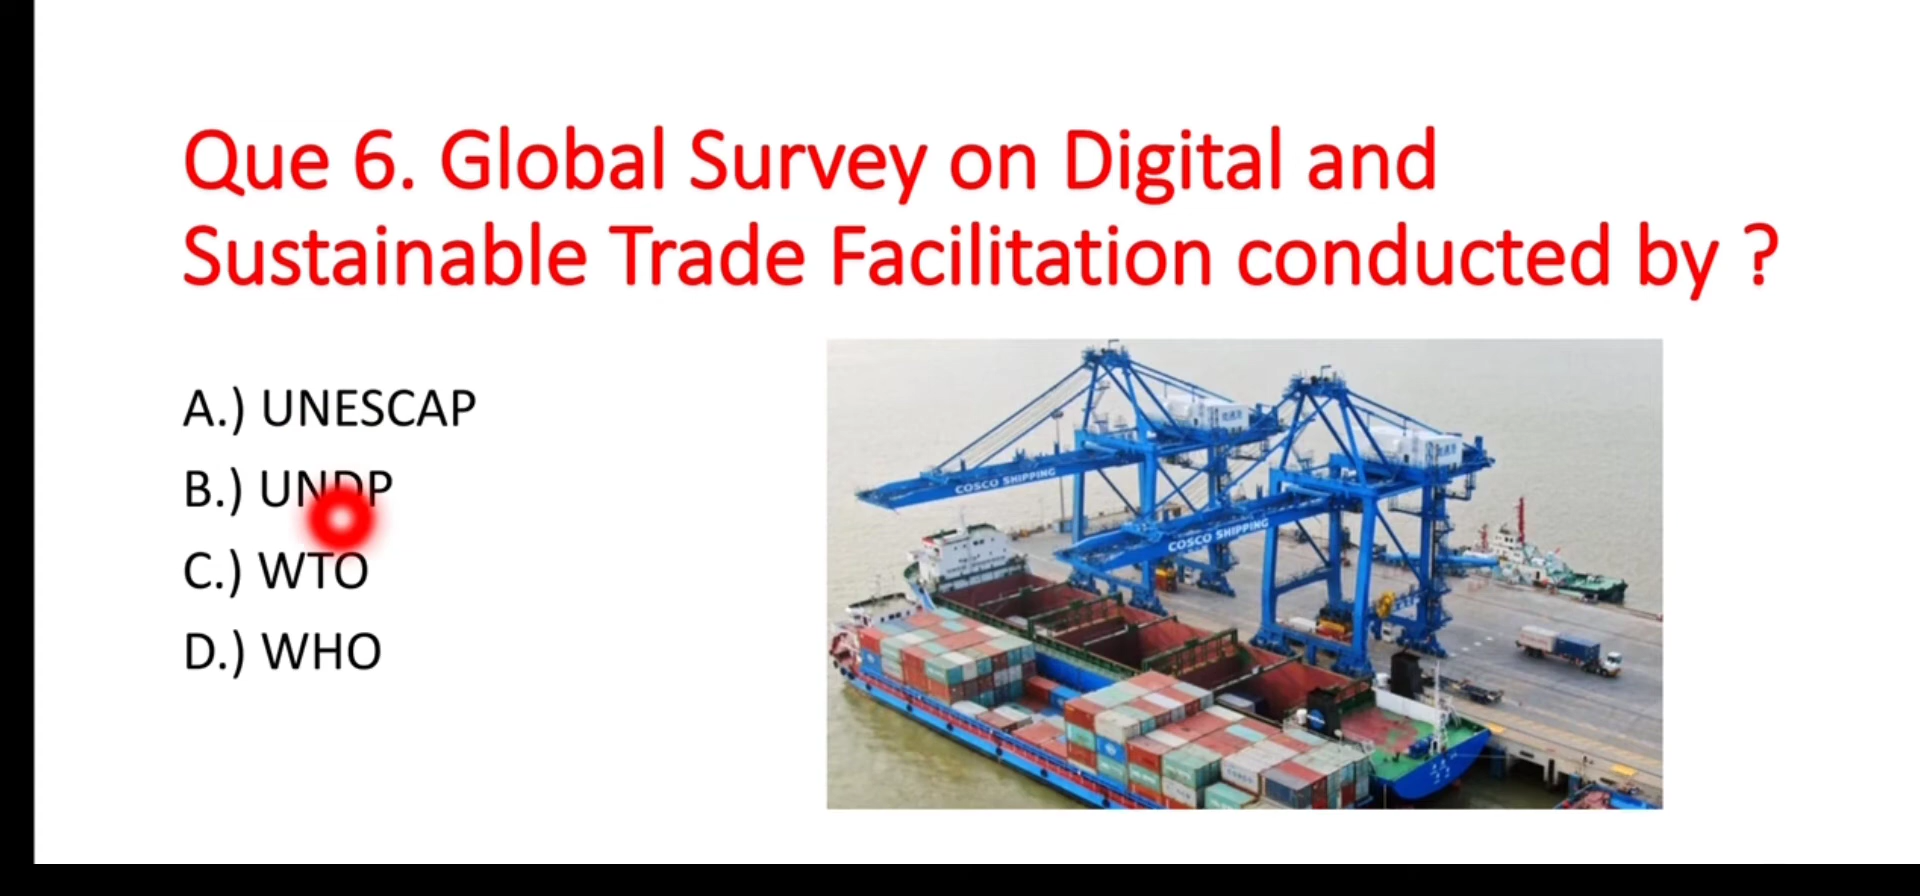 Que 6. Global Survey on Digital and
Sustainable Trade Facilitation conducted by ?
A.) UNESCAP
B.) UNDP
C.) WTO
D.) WHO
COSCO SHIPPING
COSCO SHIPPING